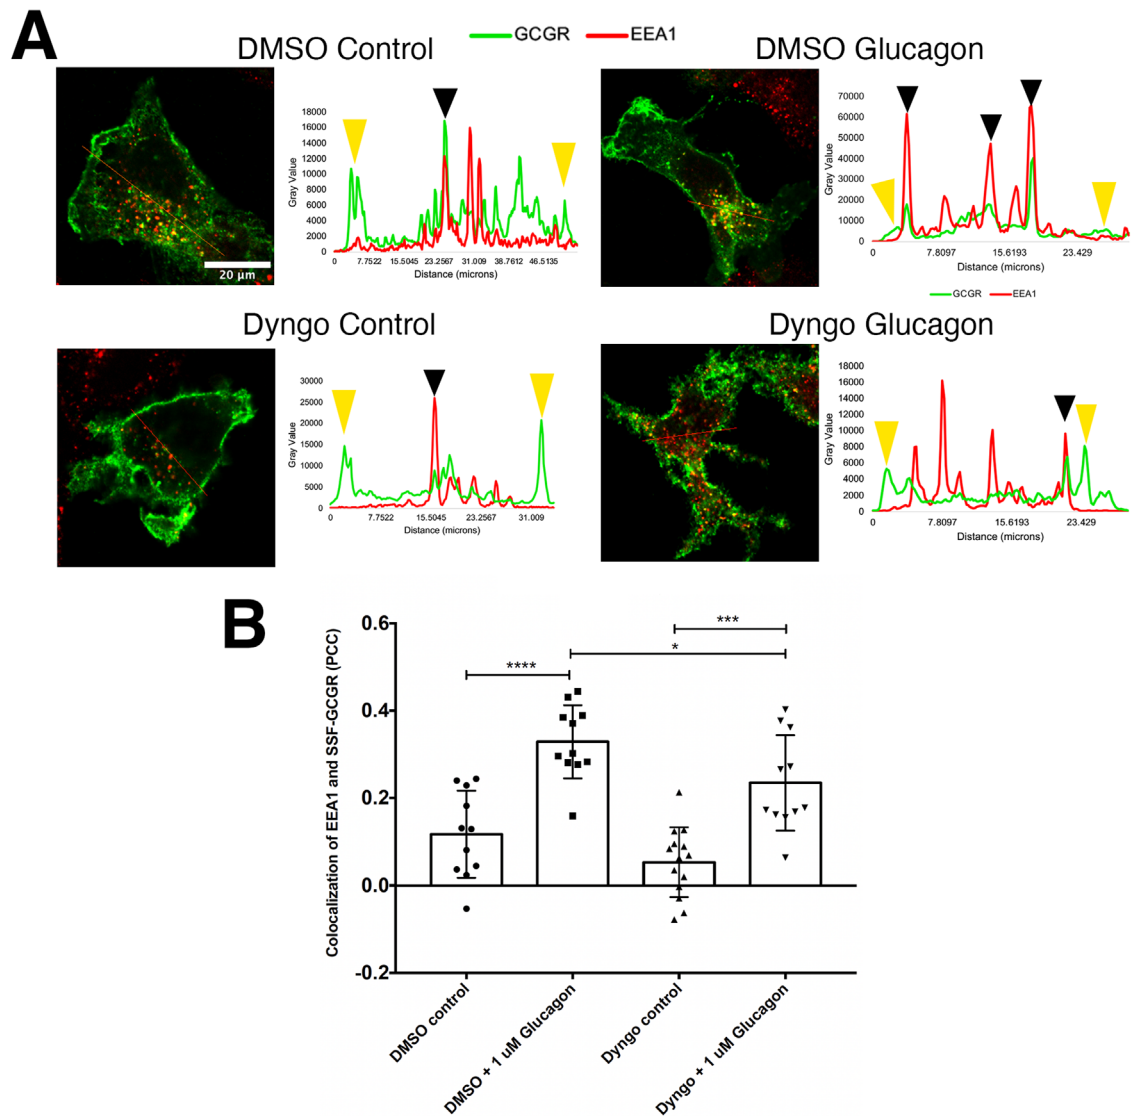 A
GCGR EEA1
DMSO Control
DMSO Glucagon
20 µm
Gray Value
18000
16000
14000
12000
10000
8000
6000
4000
2000
0
0 7.7522 15.5045 23.2567 31.009 38.7612 46.5135
Distance (microns)
Gray Value
70000
60000
50000
40000
30000
20000
10000
0
0 7.8097 15.6193 23.429
Distance (microns)
GCGR EEA1
Dyngo Control
Dyngo Glucagon
Gray Value
30000
25000
20000
15000
10000
5000
0
0 7.7522 15.5045 23.2567 31.009
Distance (microns)
Gray Value
18000
16000
14000
12000
10000
8000
6000
4000
2000
0
0 7.8097 15.6193 23.429
Distance (microns)
B
Colocalization of EEA1 and SSF-GCGR (PCC)
0.6
0.4
0.2
0.0
-0.2
***
*
****
DMSO control
DMSO + 1 uM Glucagon
Dyngo control
Dyngo + 1 uM Glucagon